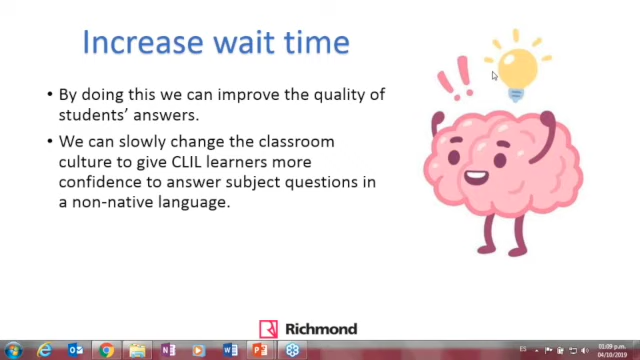 Increase wait time
• By doing this we can improve the quality of
students’ answers.
• We can slowly change the classroom
culture to give CLIL learners more
confidence to answer subject questions in
a non-native language.
Richmond
ES
01:09 p.m.
04/10/2019